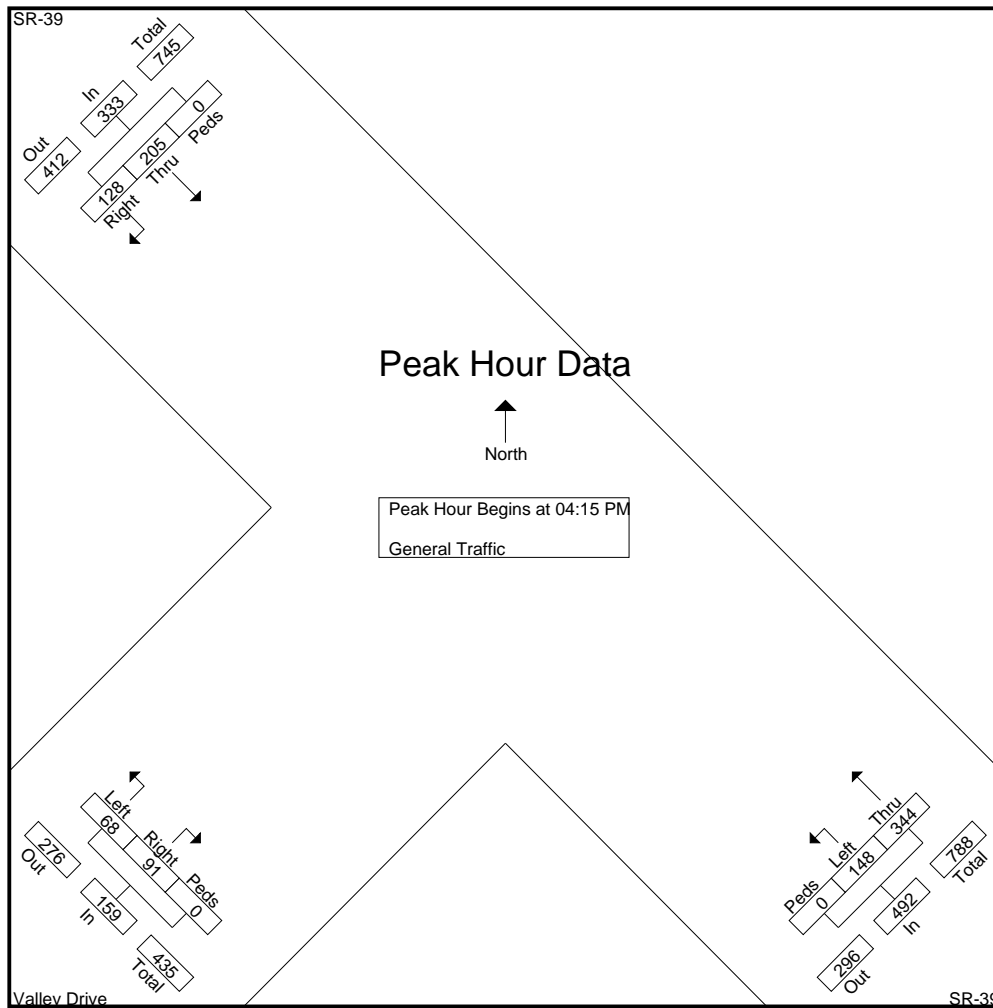 SR-39
Out
In
Total
412
333
745
128
205
0
Right
Thru
Peds
Peak Hour Data
North
Peak Hour Begins at 04:15 PM
General Traffic
Left
Right
Peds
68
91
0
276
159
435
Out
In
Total
Valley Drive
Thru
Left
Peds
344
148
0
788
492
296
Total
In
Out
SR-39